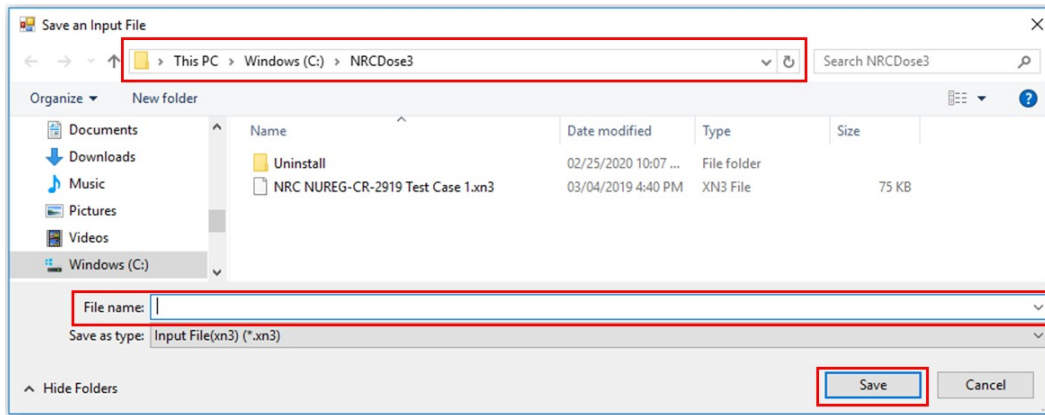 Save an Input File
This PC > Windows (C:) > NRCDose3
Search NRCDose3
Organize
New folder
Documents
Downloads
Music
Pictures
Videos
Windows (C:)
Name Date modified Type Size
Uninstall 02/25/2020 10:07 ... File folder
NRC NUREG-CR-2919 Test Case 1.xn3 03/04/2019 4:40 PM XN3 File 75 KB
File name:
Save as type: Input File(xn3) (*.xn3)
Hide Folders
Save
Cancel